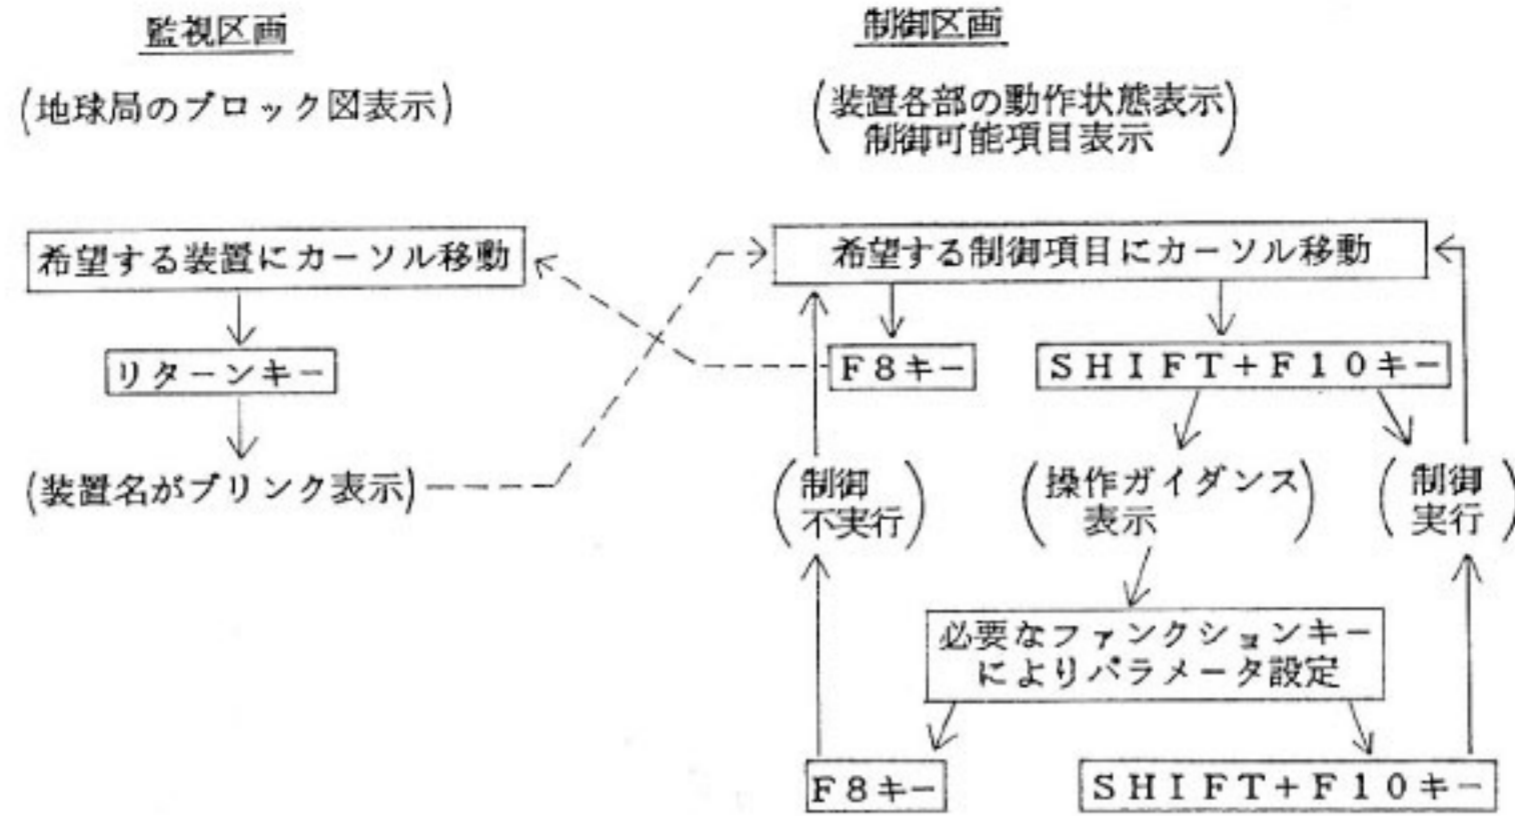 監視区画
(地球局のブロック図表示)
希望する装置にカーソル移動
リターンキー
(装置名がブリンク表示)
制御区画
(装置各部の動作状態表示
制御可能項目表示)
希望する制御項目にカーソル移動
F8キー
SHIFT+F10キー
(制御
不実行)
(操作ガイダンス
表示)
(制御
実行)
必要なファンクションキー
によりパラメータ設定
F8キー
SHIFT+F10キー